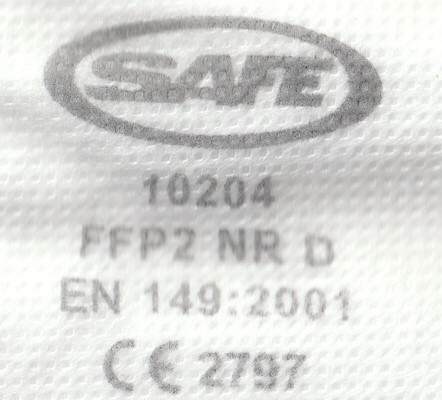 SAFE
10204
FFP2 NR D
EN 149:2001
CE 2797